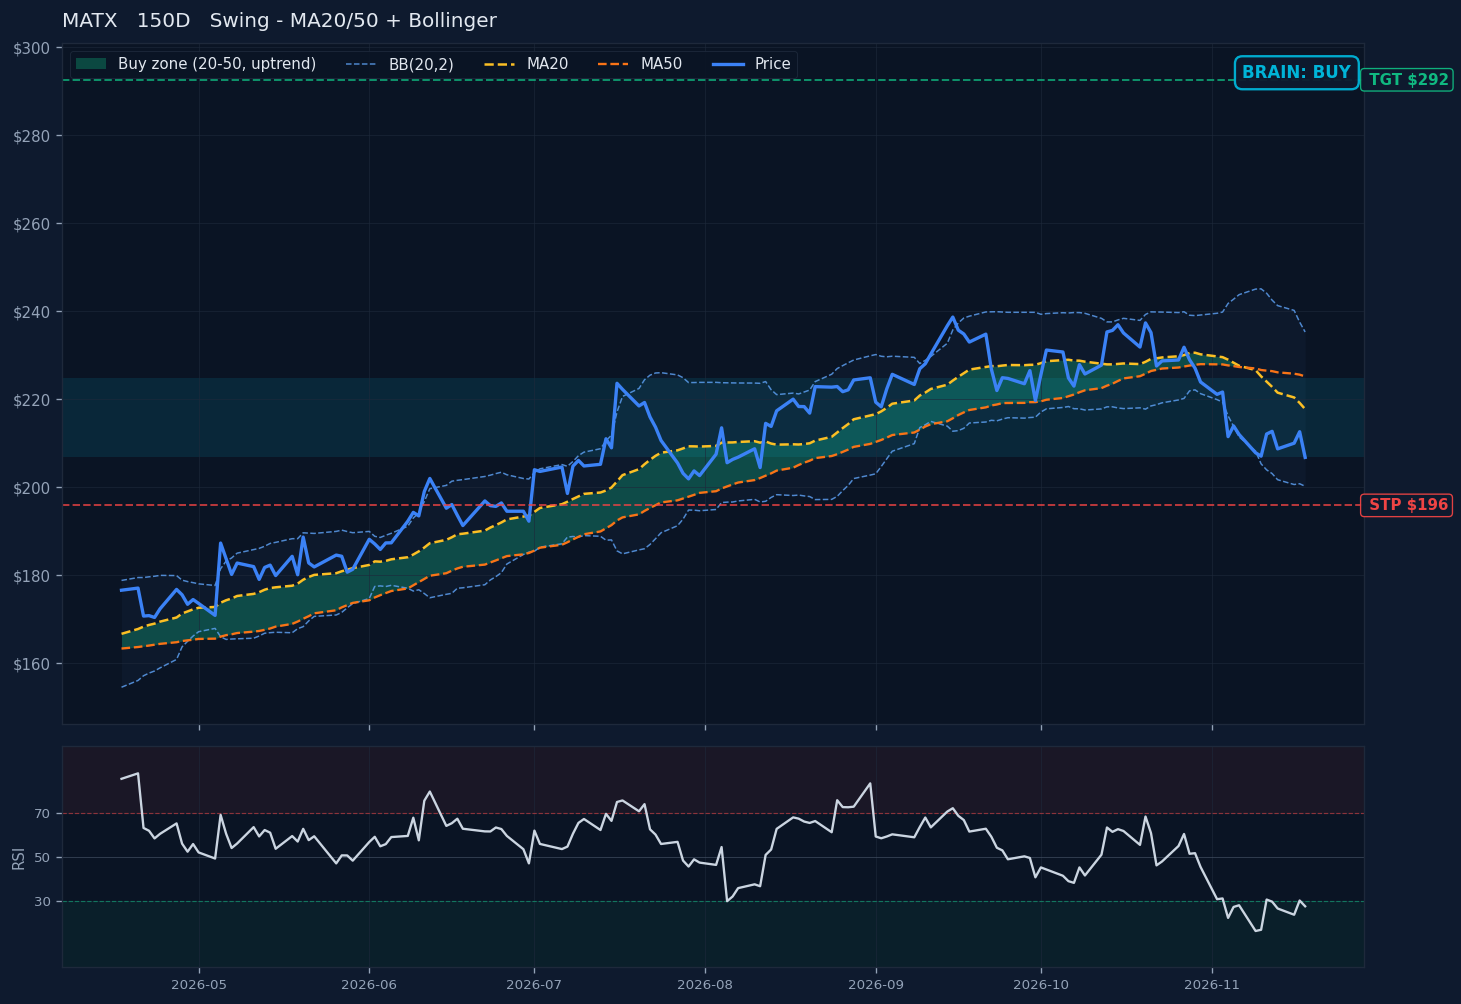 MATX   150D   Swing - MA20/50 + Bollinger
$300
Buy zone (20-50, uptrend)
BB(20,2)
MA20
MA50
Price
BRAIN: BUY
TGT $292
$280
$260
$240
$220
$200
STP $196
$180
$160
RSI
70
50
30
2026-05
2026-06
2026-07
2026-08
2026-09
2026-10
2026-11